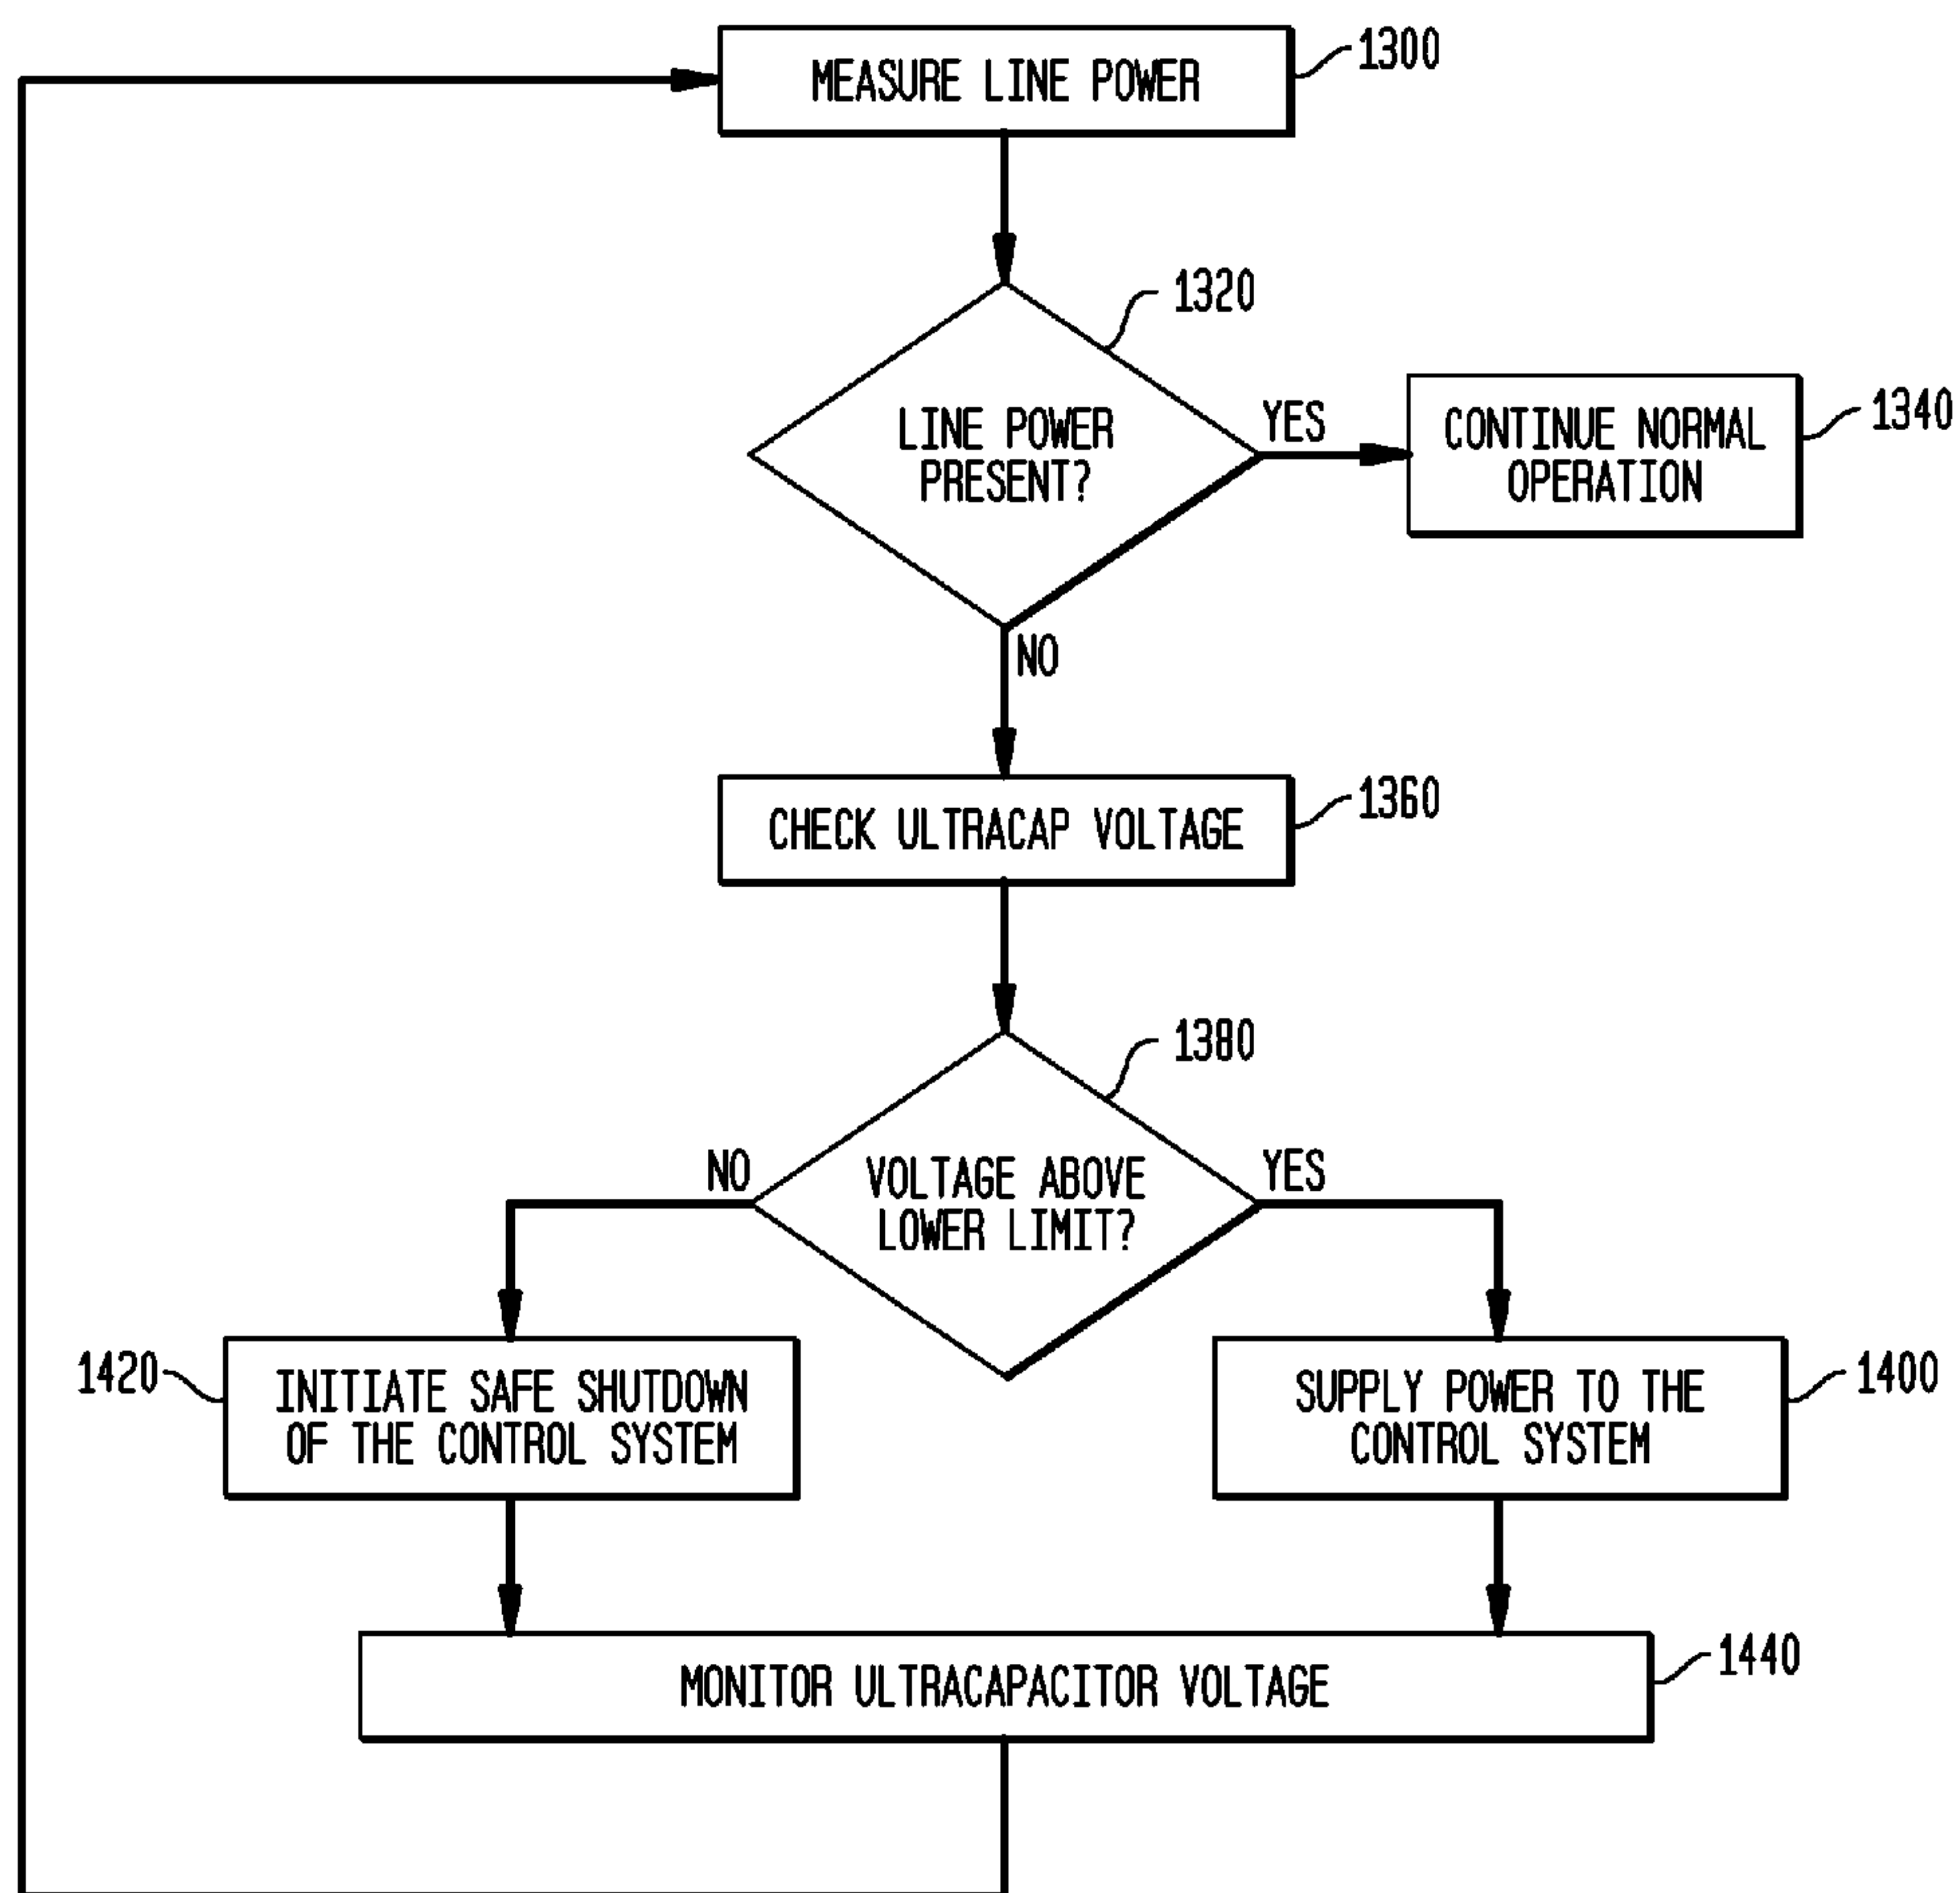 MEASURE LINE POWER
1300
1320
LINE POWER
PRESENT?
YES
CONTINUE NORMAL
OPERATION
1340
NO
CHECK ULTRACAP VOLTAGE
1360
1380
VOLTAGE ABOVE
LOWER LIMIT?
NO
YES
1420
INITIATE SAFE SHUTDOWN
OF THE CONTROL SYSTEM
SUPPLY POWER TO THE
CONTROL SYSTEM
1400
MONITOR ULTRACAPACITOR VOLTAGE
1440